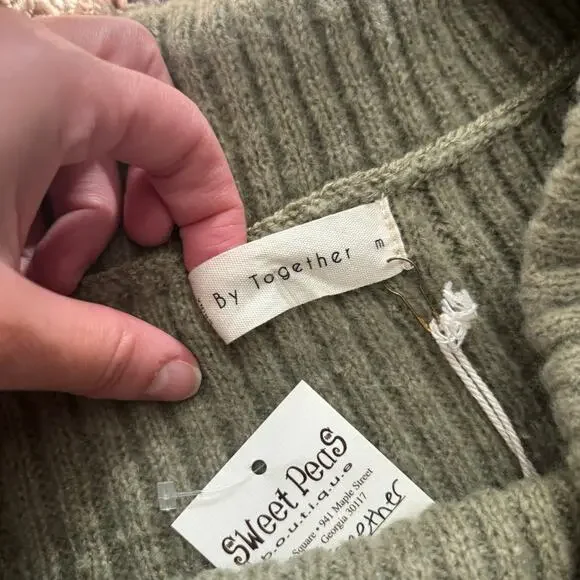 By Together m
Sweet Peas
b.o.u.t.i.q.u.e
Square • 941 Maple Street
Georgia 30117